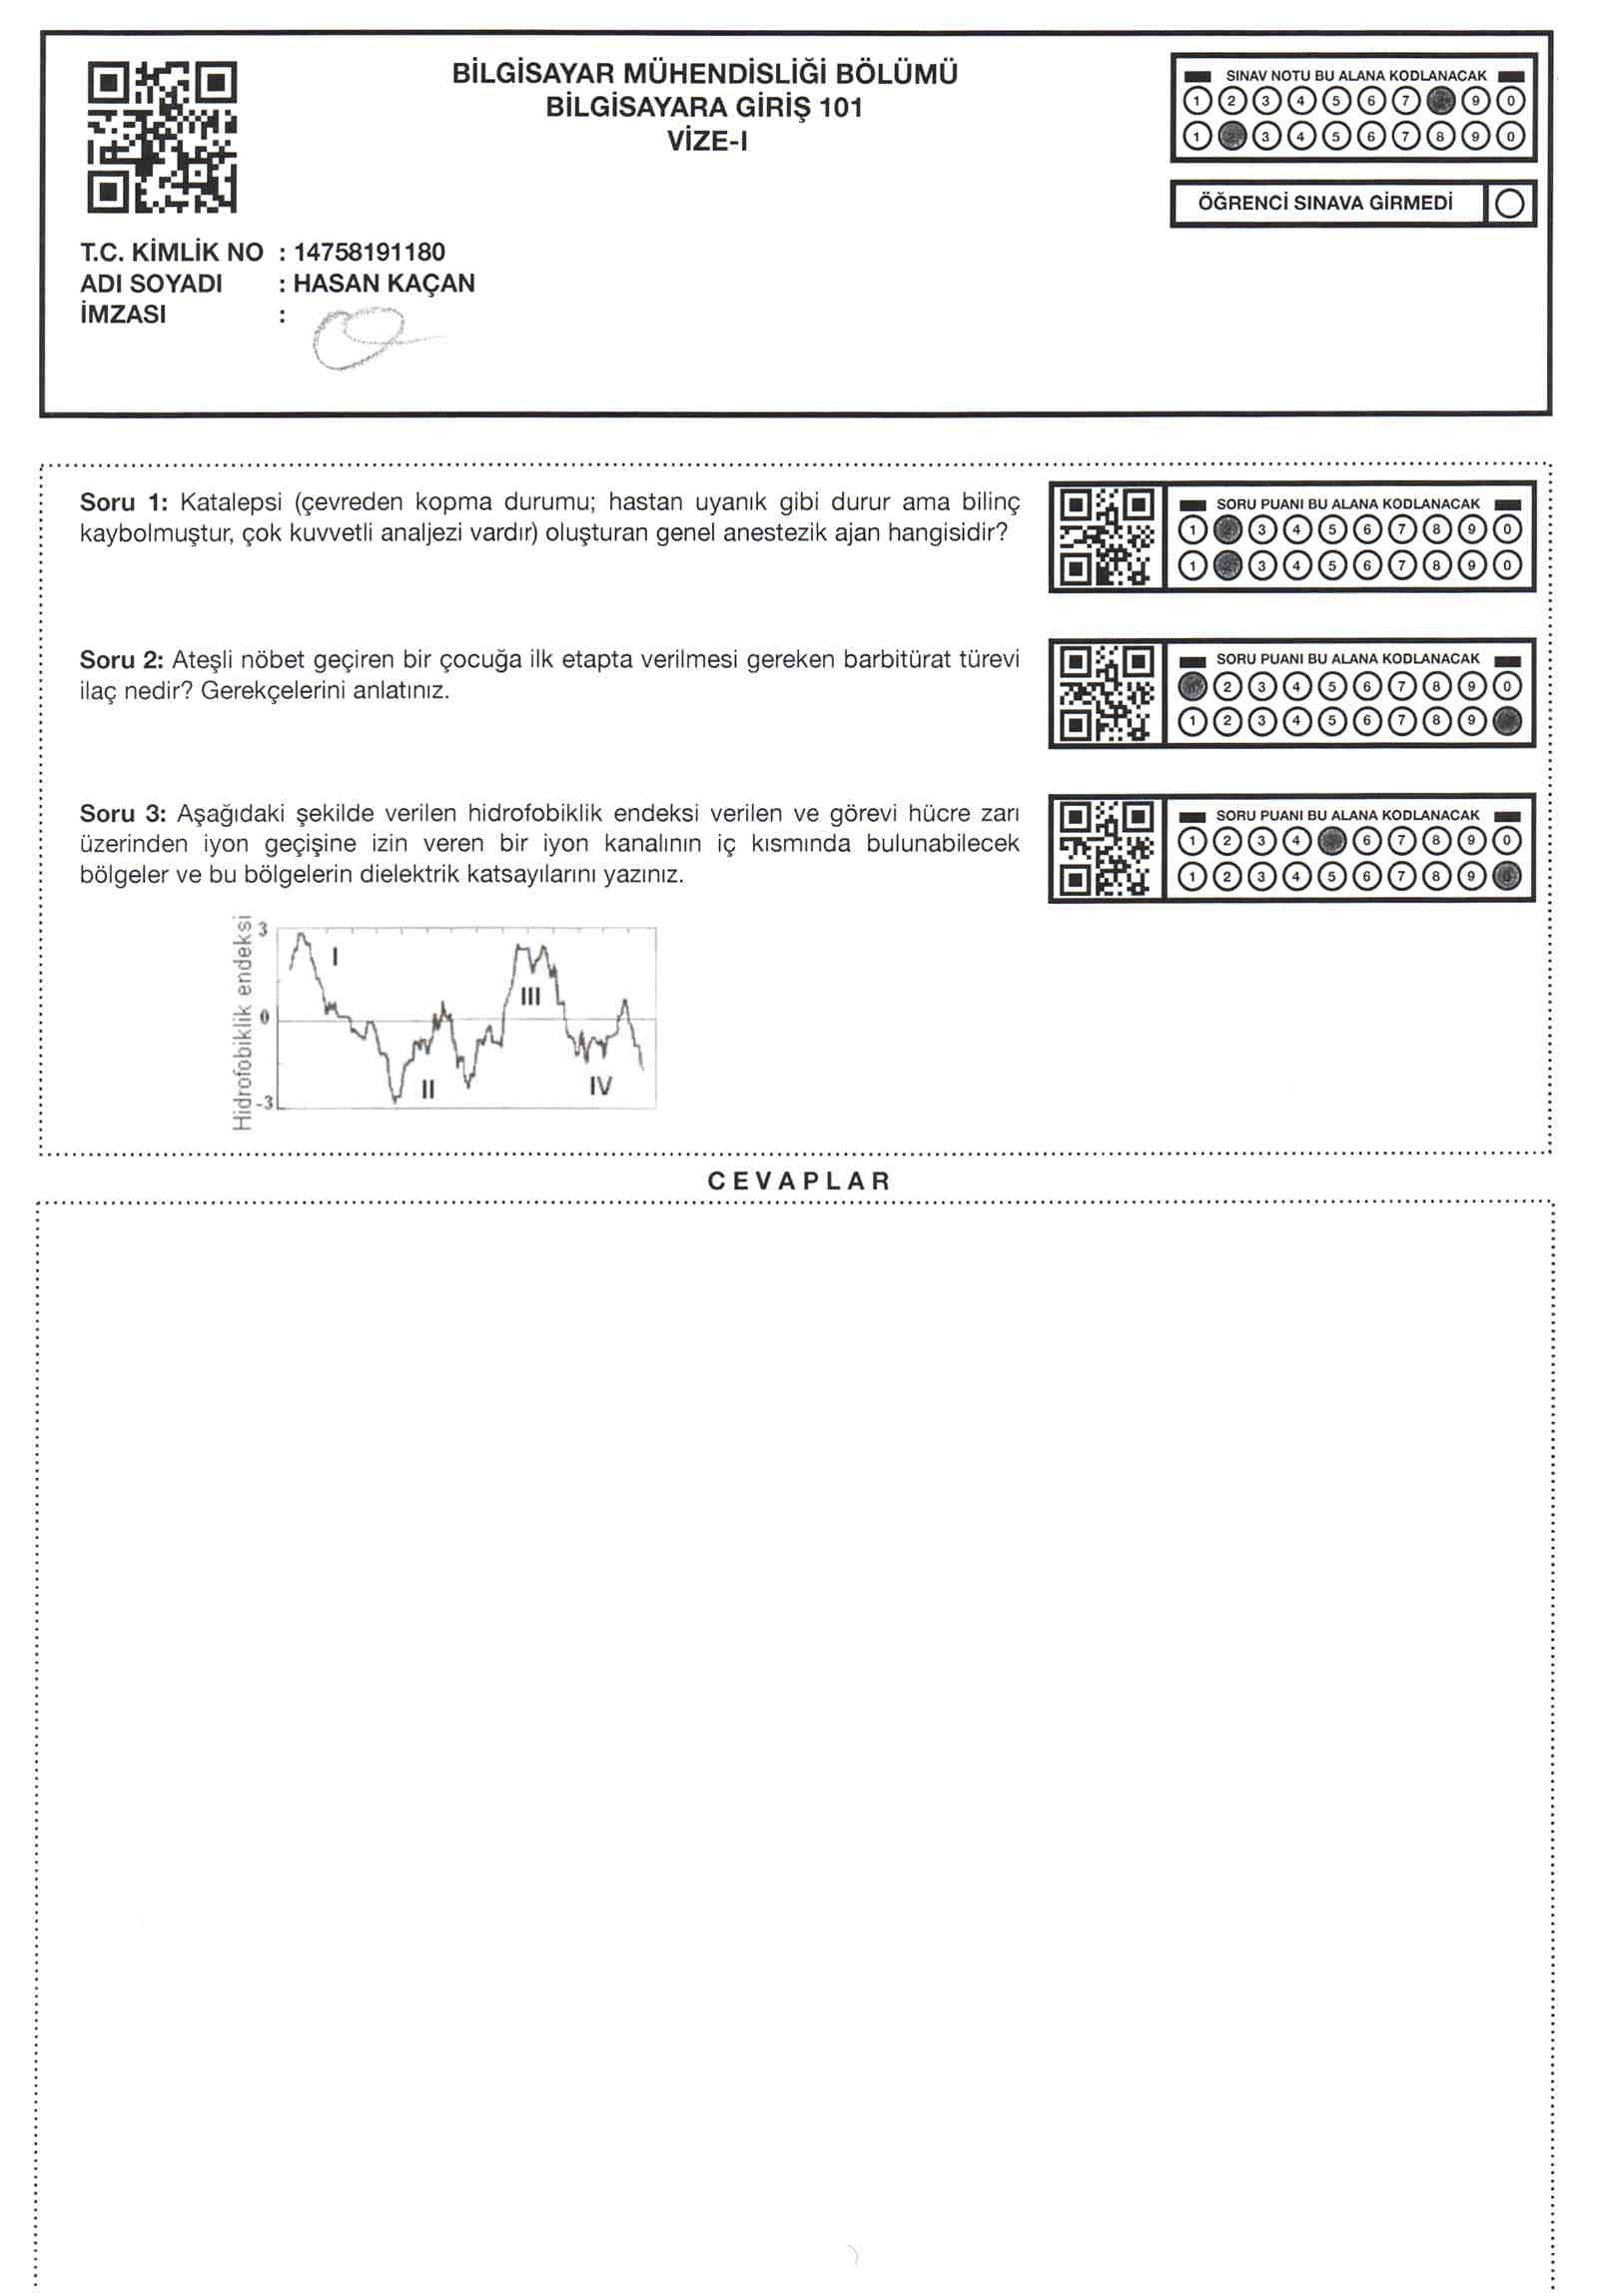 BİLGİSAYAR MÜHENDİSLİĞİ BÖLÜMÜ
BİLGİSAYARA GİRİŞ 101
VİZE-I
SINAV NOTU BU ALANA KODLANACAK
1 2 3 4 5 6 7 9 0
1 3 4 5 6 7 8 9 0
ÖĞRENCİ SINAVA GİRMEDİ
T.C. KİMLİK NO : 14758191180
ADI SOYADI : HASAN KAÇAN
İMZASI :
Soru 1: Katalepsi (çevreden kopma durumu; hastan uyanık gibi durur ama bilinç
kaybolmuştur, çok kuvvetli analjezi vardır) oluşturan genel anestezik ajan hangisidir?
SORU PUANI BU ALANA KODLANACAK
1 3 4 5 6 7 8 9 0
1 3 4 5 6 7 8 9 0
Soru 2: Ateşli nöbet geçiren bir çocuğa ilk etapta verilmesi gereken barbitürat türevi
ilaç nedir? Gerekçelerini anlatınız.
SORU PUANI BU ALANA KODLANACAK
2 3 4 5 6 7 8 9 0
1 2 3 4 5 6 7 8 9
Soru 3: Aşağıdaki şekilde verilen hidrofobiklik endeksi verilen ve görevi hücre zarı
üzerinden iyon geçişine izin veren bir iyon kanalının iç kısmında bulunabilecek
bölgeler ve bu bölgelerin dielektrik katsayılarını yazınız.
SORU PUANI BU ALANA KODLANACAK
1 2 3 4 6 7 8 9 0
1 2 3 4 5 6 7 8 9
Hidrofobiklik endeksi
3
0
-3
I
II
III
IV
CEVAPLAR